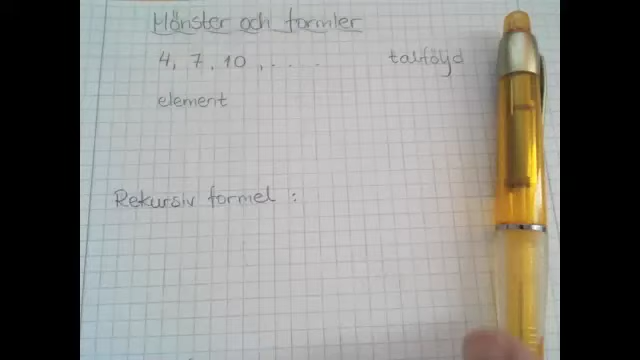 Mönster och formler
4, 7, 10, .... talföljd
element
Rekursiv formel :